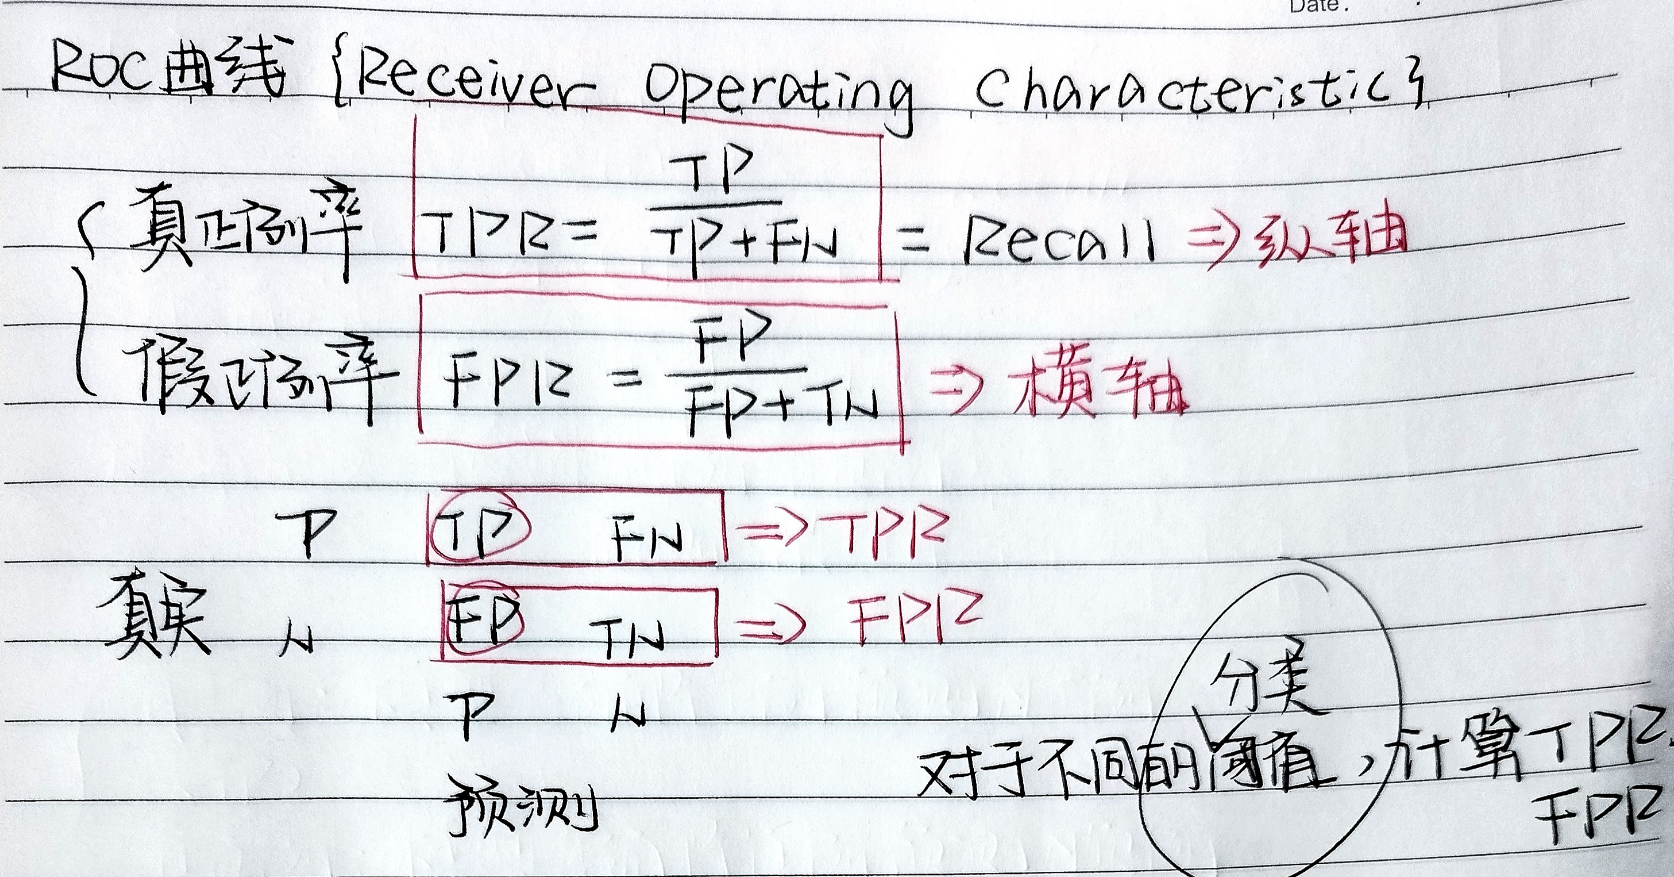 Date.
ROC曲线 {Receiver Operating Characteristic}
真正例率 TPR = TP / TP+FN = Recall ⇒ 纵轴
假正例率 FPR = FP / FP+TN ⇒ 横轴
P TP FN ⇒ TPR
真实 N FP TN ⇒ FPR
P N
预测
对于不同的分类阈值，计算TPR.
FPR